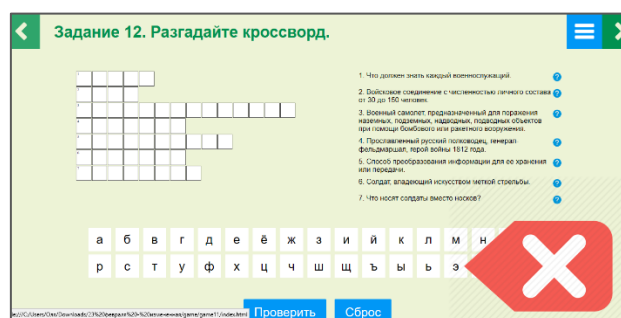 Задание 12. Разгадайте кроссворд.
1. Что должен знать каждый военнослужащий.
2. Войсковое соединение с численностью личного состава
от 30 до 150 человек.
3. Военный самолет, предназначенный для поражения
наземных, подземных, надводных, подводных объектов
при помощи бомбового или ракетного вооружения.
4. Прославленный русский полководец, генерал-
фельдмаршал, герой войны 1812 года.
5. Способ преобразования информации для ее хранения
или передачи.
6. Солдат, владеющий искусством меткой стрельбы.
7. Что носят солдаты вместо носков?
а б в г д е ё ж з и й к л м н
р с т у ф х ц ч ш щ ъ ы ь э
Проверить Сброс